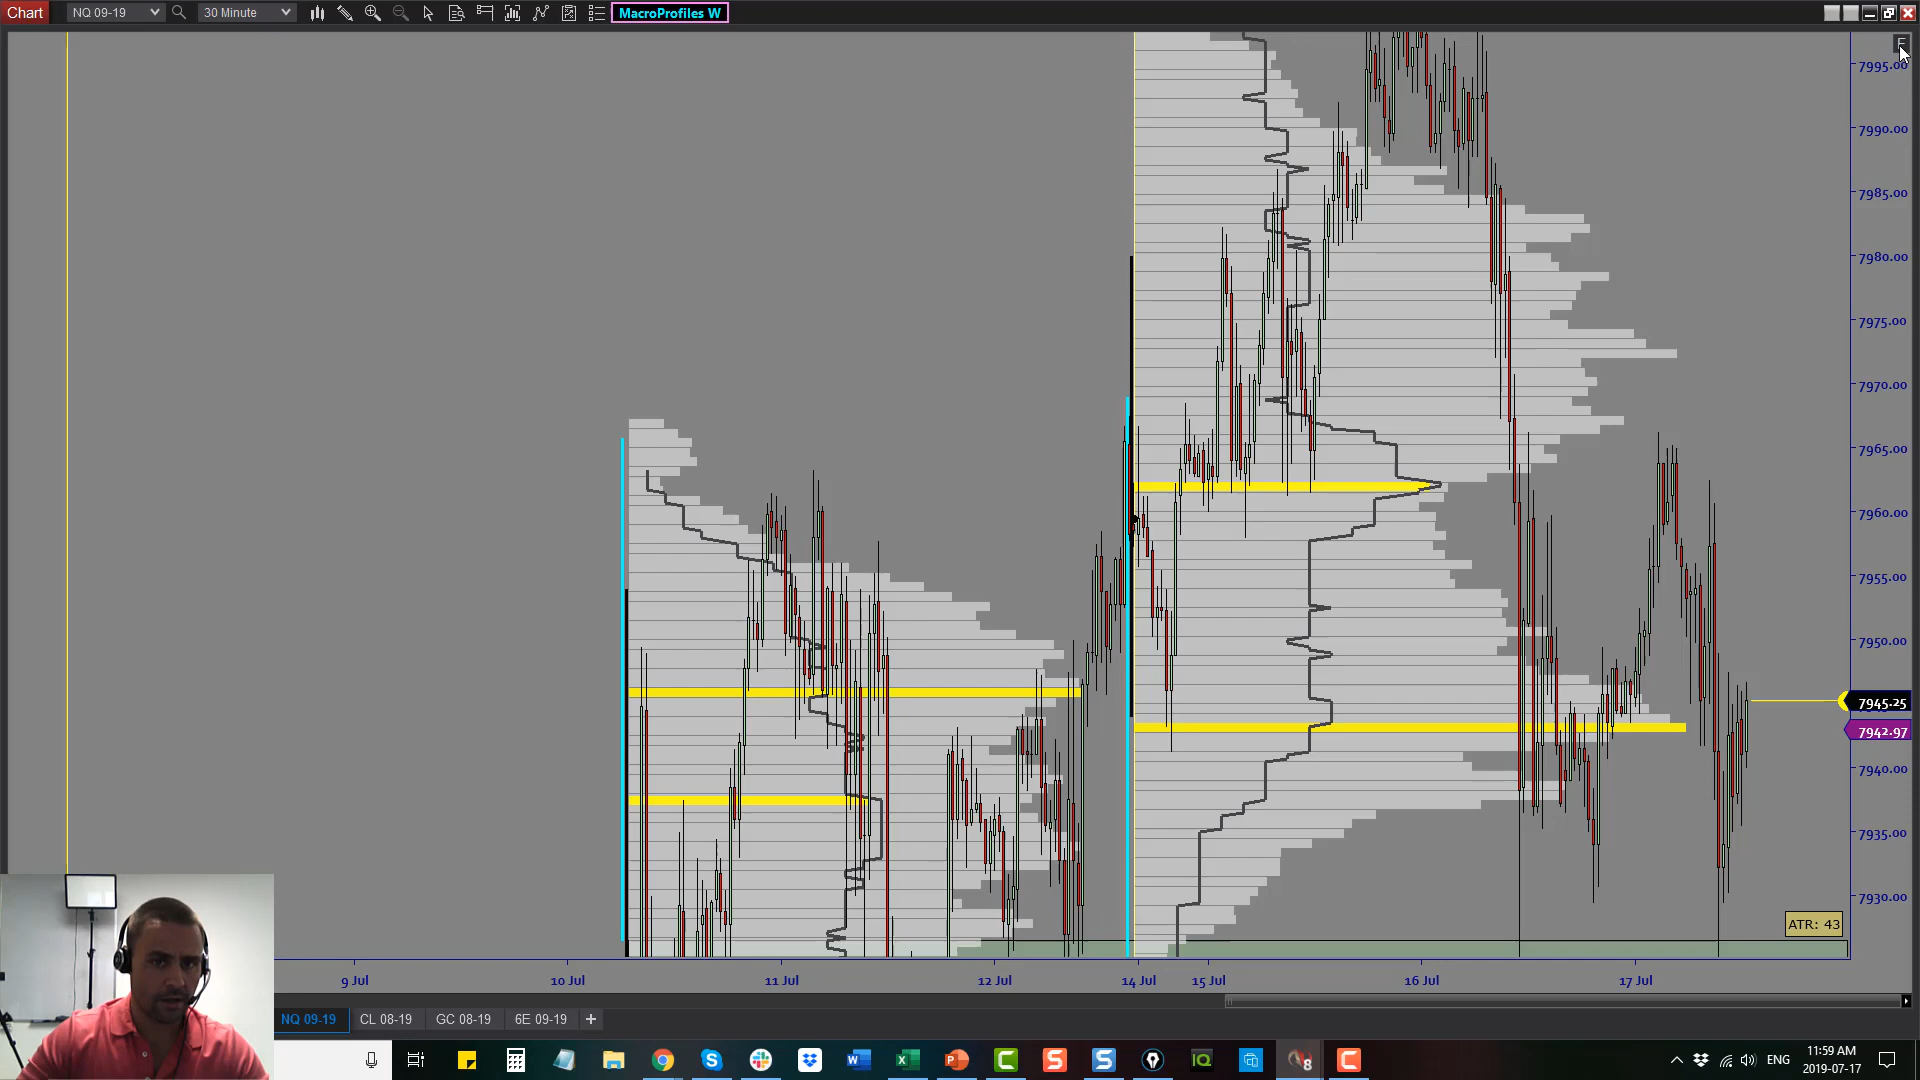 Chart NQ 09-19 30 Minute MacroProfiles W
F
7995.00
7990.00
7985.00
7980.00
7975.00
7970.00
7965.00
7960.00
7955.00
7950.00
7945.25
7942.97
7940.00
7935.00
7930.00
ATR: 43
9 Jul 10 Jul 11 Jul 12 Jul 14 Jul 15 Jul 16 Jul 17 Jul
NQ 09-19 CL 08-19 GC 08-19 6E 09-19 +
ENG 11:59 AM
2019-07-17